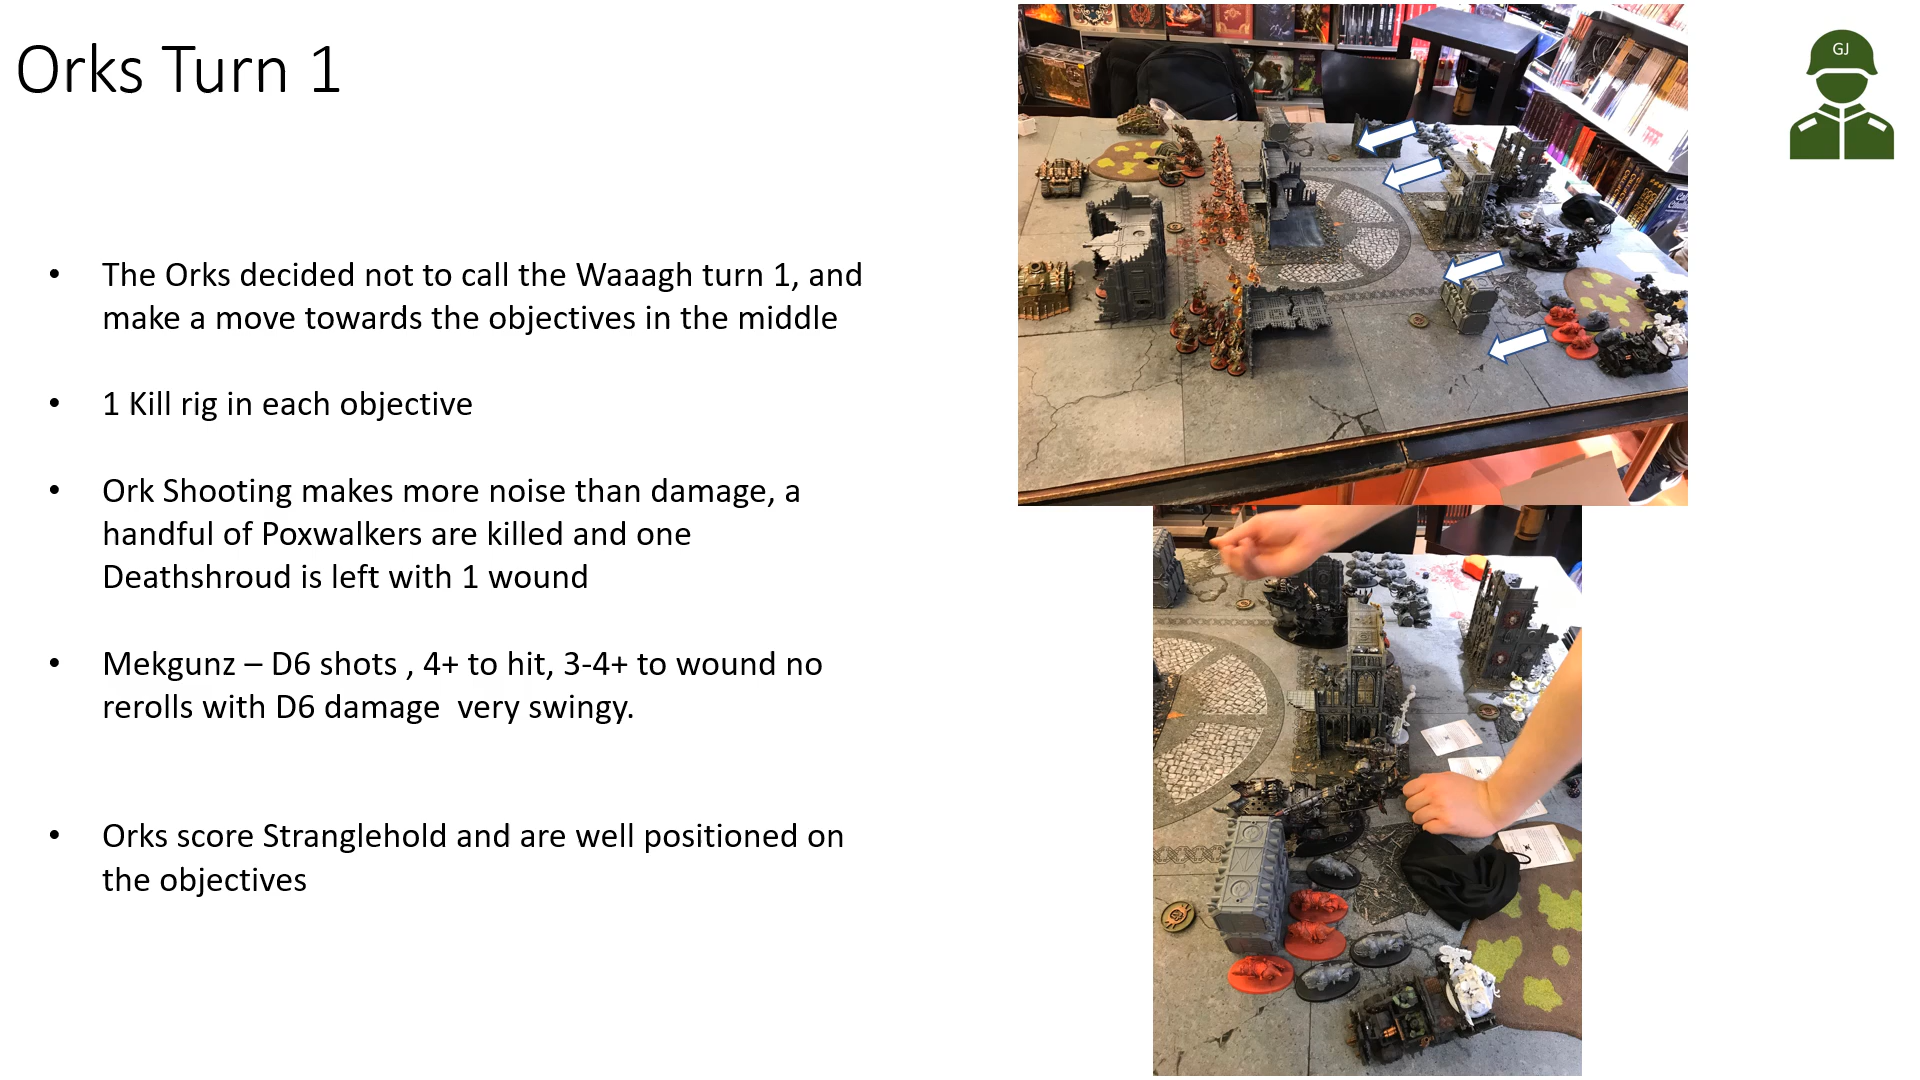 Orks Turn 1
GJ
• The Orks decided not to call the Waaagh turn 1, and
make a move towards the objectives in the middle
• 1 Kill rig in each objective
• Ork Shooting makes more noise than damage, a
handful of Poxwalkers are killed and one
Deathshroud is left with 1 wound
• Mekgunz – D6 shots , 4+ to hit, 3-4+ to wound no
rerolls with D6 damage  very swingy.
• Orks score Stranglehold and are well positioned on
the objectives